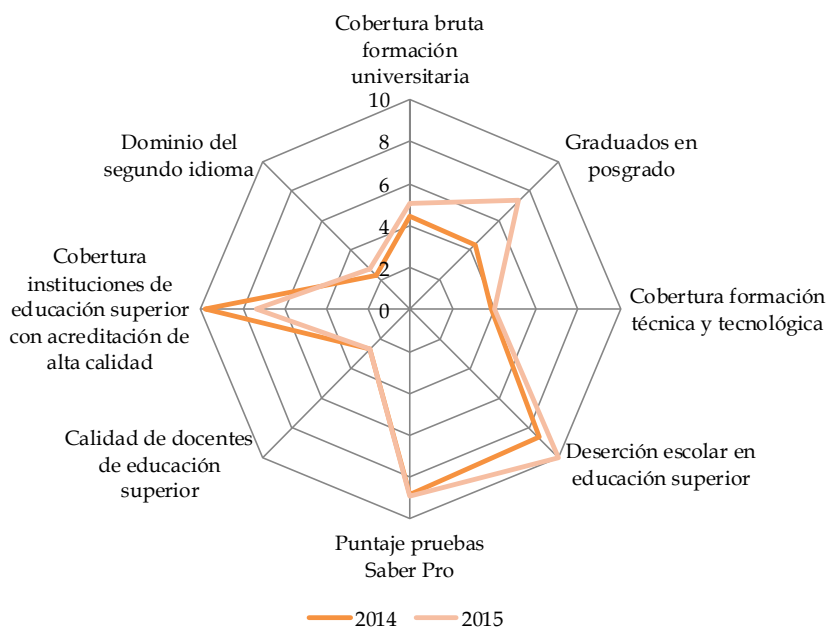 Cobertura bruta
formación
universitaria
10
8
6
4
2
0
Graduados en
posgrado
Cobertura formación
técnica y tecnológica
Deserción escolar en
educación superior
Puntaje pruebas
Saber Pro
Calidad de docentes
de educación
superior
Cobertura
instituciones de
educación superior
con acreditación de
alta calidad
Dominio del
segundo idioma
2014
2015